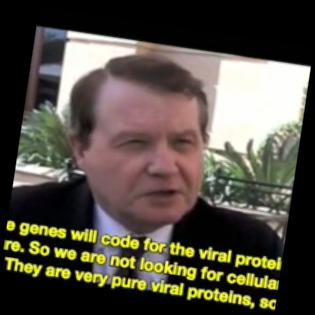 e genes will code for the viral protei
re. So we are not looking for cellula
They are very pure viral proteins, so